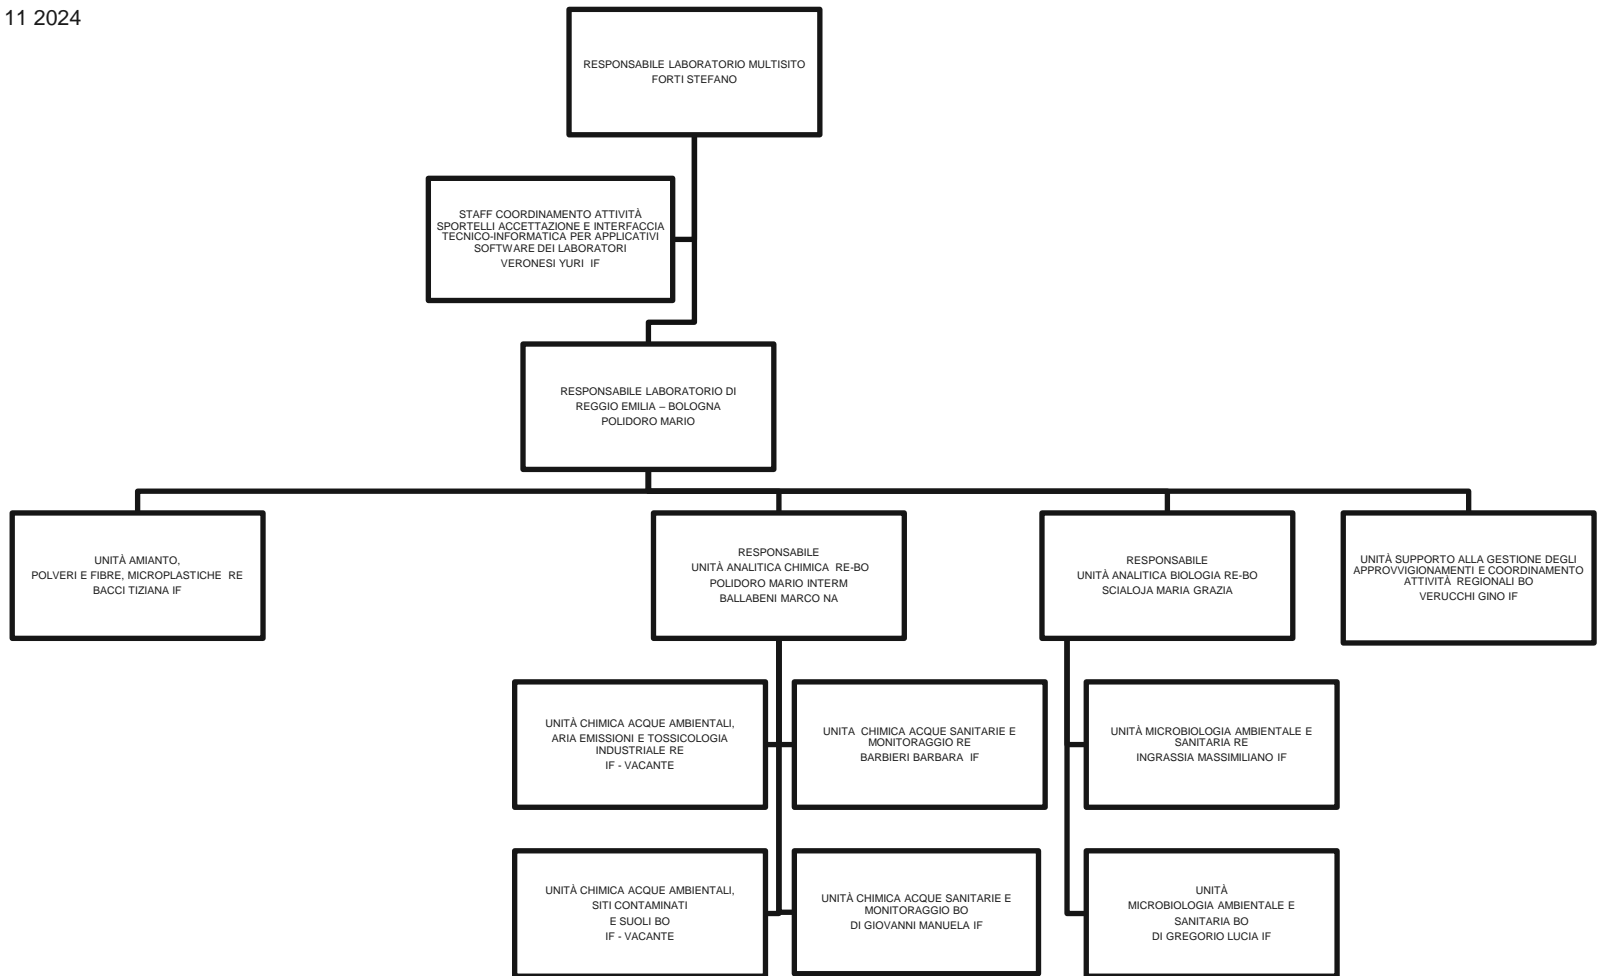 11 2024
RESPONSABILE LABORATORIO MULTISITO
FORTI STEFANO
STAFF COORDINAMENTO ATTIVITÀ
SPORTELLI ACCETTAZIONE E INTERFACCIA
TECNICO-INFORMATICA PER APPLICATIVI
SOFTWARE DEI LABORATORI
VERONESI YURI IF
RESPONSABILE LABORATORIO DI
REGGIO EMILIA – BOLOGNA
POLIDORO MARIO
UNITÀ AMIANTO,
POLVERI E FIBRE, MICROPLASTICHE RE
BACCI TIZIANA IF
RESPONSABILE
UNITÀ ANALITICA CHIMICA RE-BO
POLIDORO MARIO INTERM
BALLABENI MARCO NA
RESPONSABILE
UNITÀ ANALITICA BIOLOGIA RE-BO
SCIALOJA MARIA GRAZIA
UNITÀ SUPPORTO ALLA GESTIONE DEGLI
APPROVVIGIONAMENTI E COORDINAMENTO
ATTIVITÀ REGIONALI BO
VERUCCHI GINO IF
UNITÀ CHIMICA ACQUE AMBIENTALI,
ARIA EMISSIONI E TOSSICOLOGIA
INDUSTRIALE RE
IF - VACANTE
UNITA CHIMICA ACQUE SANITARIE E
MONITORAGGIO RE
BARBIERI BARBARA IF
UNITÀ MICROBIOLOGIA AMBIENTALE E
SANITARIA RE
INGRASSIA MASSIMILIANO IF
UNITÀ CHIMICA ACQUE AMBIENTALI,
SITI CONTAMINATI
E SUOLI BO
IF - VACANTE
UNITÀ CHIMICA ACQUE SANITARIE E
MONITORAGGIO BO
DI GIOVANNI MANUELA IF
UNITÀ
MICROBIOLOGIA AMBIENTALE E
SANITARIA BO
DI GREGORIO LUCIA IF